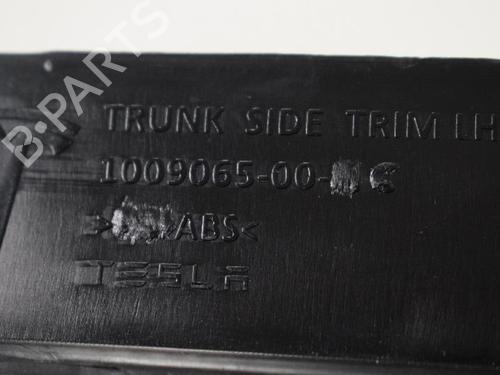 B-PARTS
TRUNK SIDE TRIM LH
1009065-00- C
> ABS<
TESLA